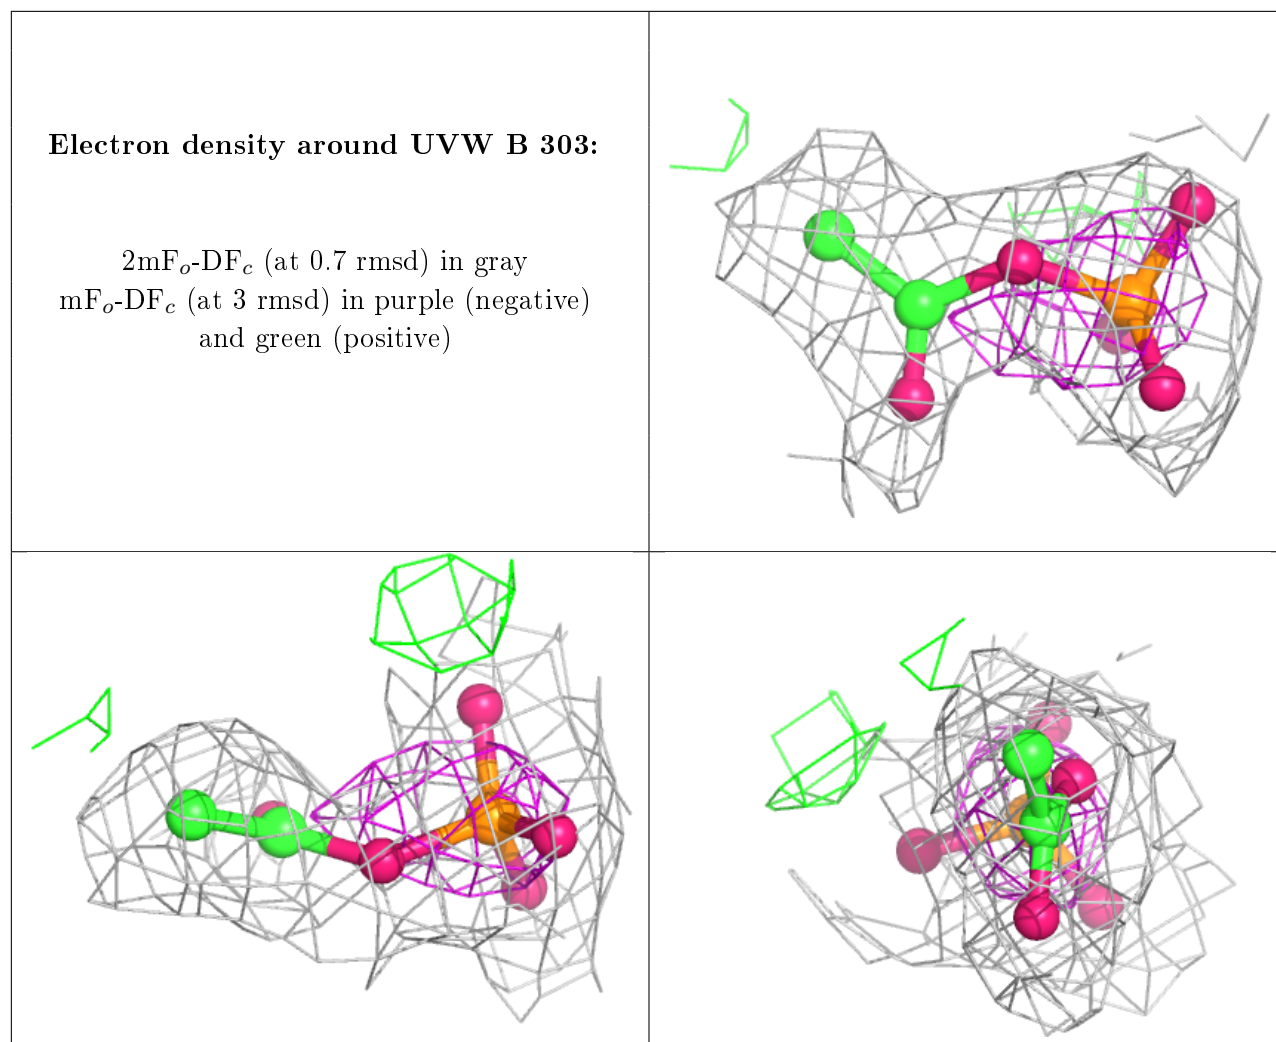 Electron density around UVW B 303:
2mFo-DFc (at 0.7 rmsd) in gray
mFo-DFc (at 3 rmsd) in purple (negative)
and green (positive)